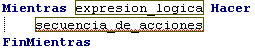 Mientras expresion_logica Hacer
secuencia_de_acciones
FinMientras